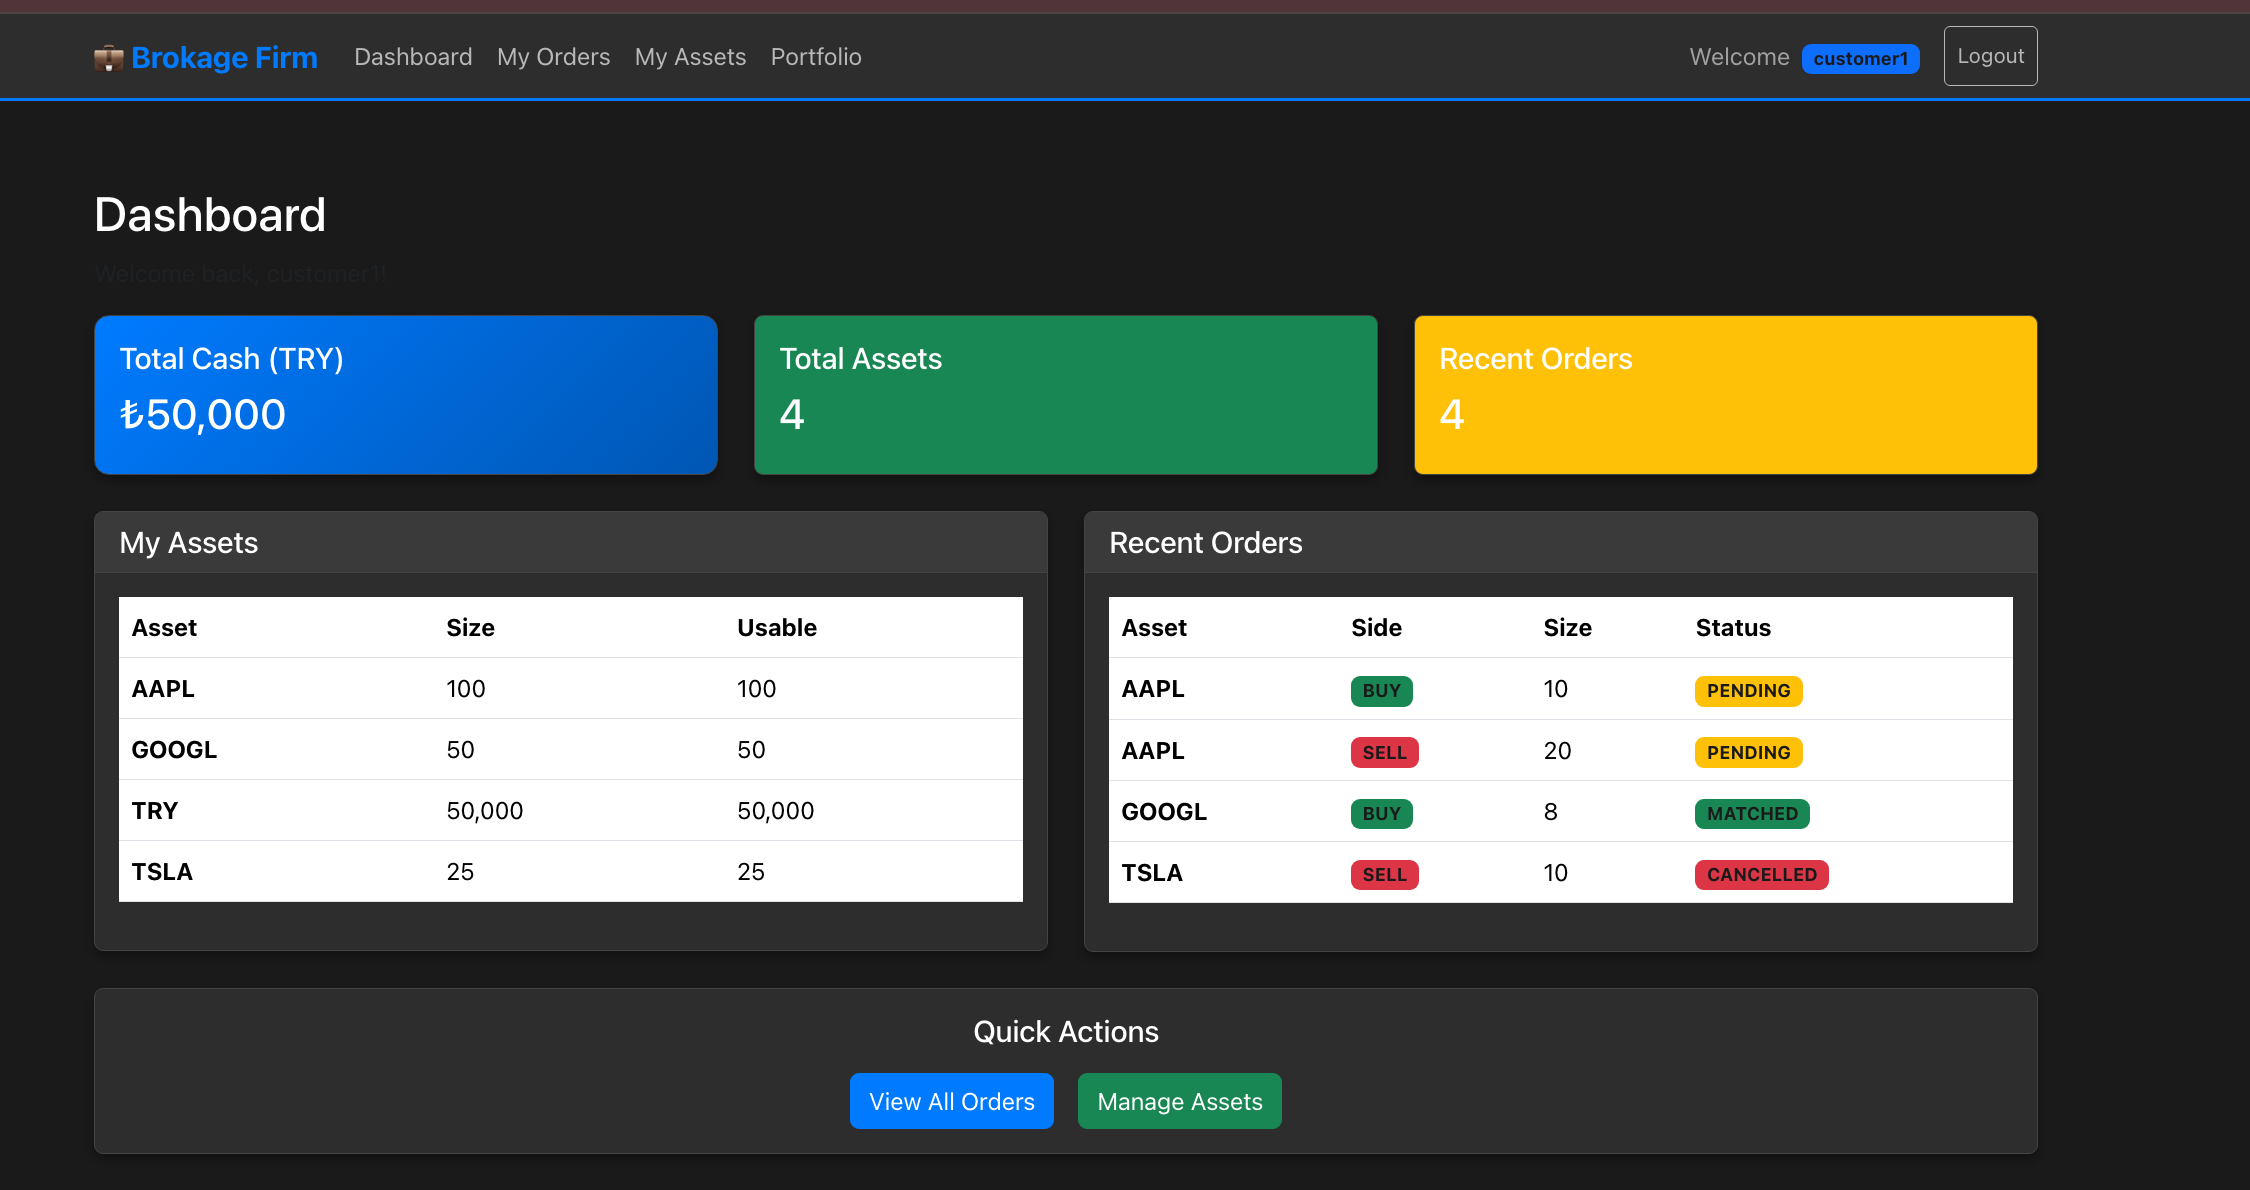 Brokage Firm Dashboard My Orders My Assets Portfolio Welcome customer1 Logout
Dashboard
Welcome back, customer1!
Total Cash (TRY)
₺50,000
Total Assets
4
Recent Orders
4
My Assets
Asset Size Usable
AAPL 100 100
GOOGL 50 50
TRY 50,000 50,000
TSLA 25 25
Recent Orders
Asset Side Size Status
AAPL BUY 10 PENDING
AAPL SELL 20 PENDING
GOOGL BUY 8 MATCHED
TSLA SELL 10 CANCELLED
Quick Actions
View All Orders Manage Assets